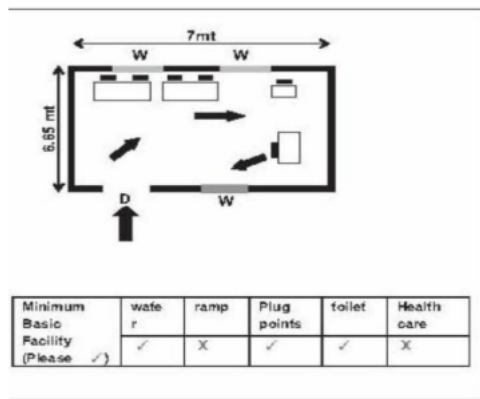 7mt
W W
6.65 mt
D
W
Minimum Basic Facility (Please ✓) wate r ramp Plug points toilet Health care
✓ X ✓ ✓ X